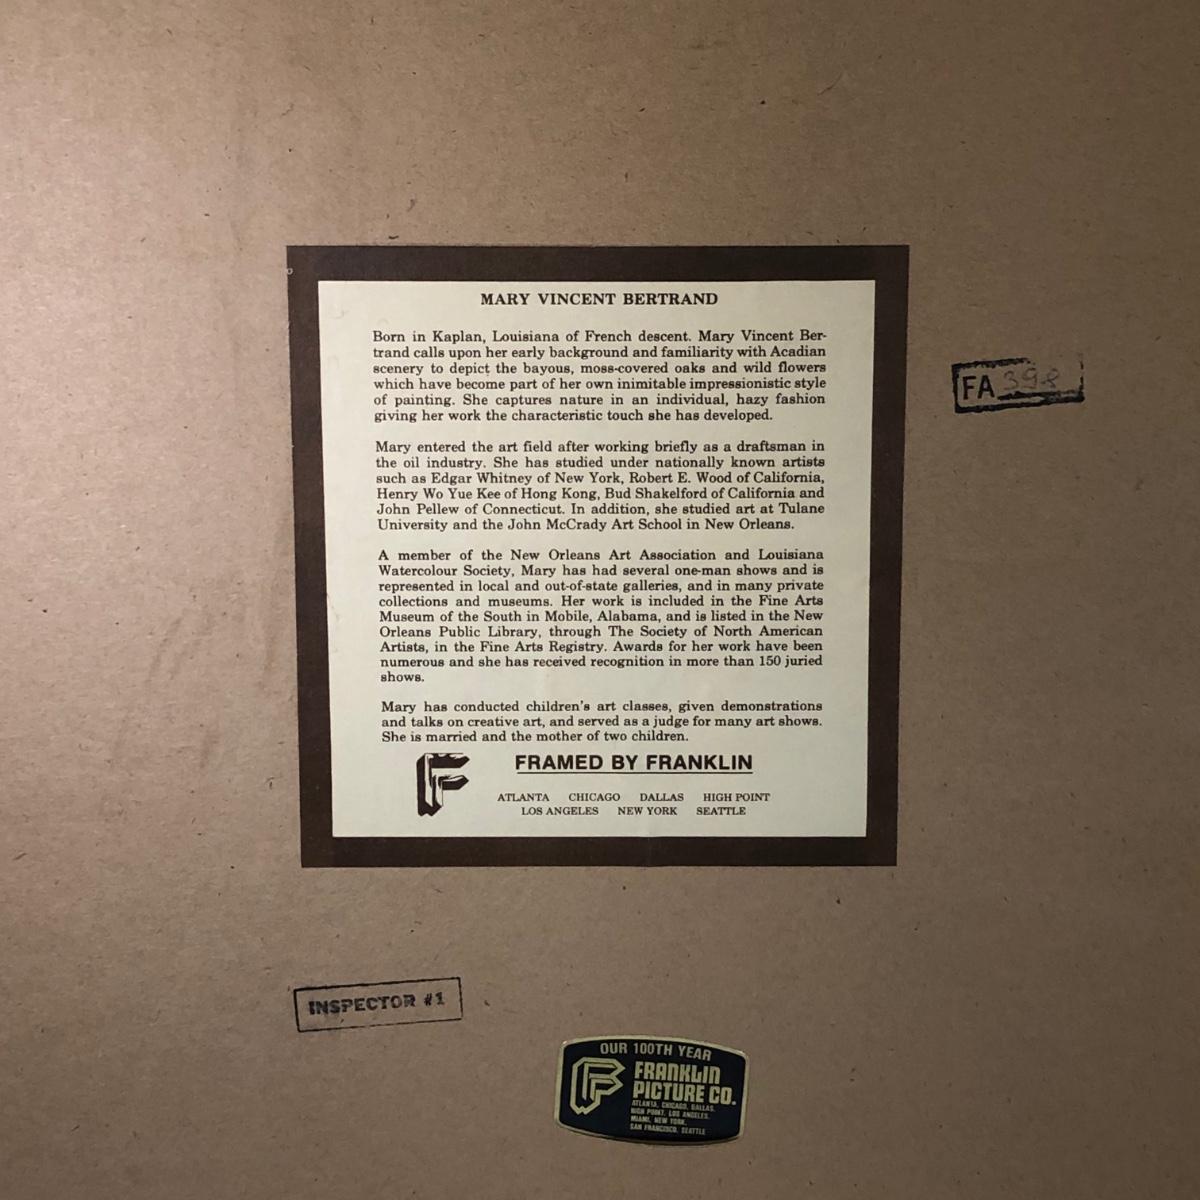 MARY VINCENT BERTRAND
Born in Kaplan, Louisiana of French descent. Mary Vincent Ber-
trand calls upon her early background and familiarity with Acadian
scenery to depict the bayous, moss-covered oaks and wild flowers
which have become part of her own inimitable impressionistic style
of painting. She captures nature in an individual, hazy fashion
giving her work the characteristic touch she has developed.
Mary entered the art field after working briefly as a draftsman in
the oil industry. She has studied under nationally known artists
such as Edgar Whitney of New York, Robert E. Wood of California,
Henry Wo Yue Kee of Hong Kong, Bud Shakelford of California and
John Pellew of Connecticut. In addition, she studied art at Tulane
University and the John McCrady Art School in New Orleans.
A member of the New Orleans Art Association and Louisiana
Watercolour Society, Mary has had several one-man shows and is
represented in local and out-of-state galleries, and in many private
collections and museums. Her work is included in the Fine Arts
Museum of the South in Mobile, Alabama, and is listed in the New
Orleans Public Library, through The Society of North American
Artists, in the Fine Arts Registry. Awards for her work have been
numerous and she has received recognition in more than 150 juried
shows.
Mary has conducted children's art classes, given demonstrations
and talks on creative art, and served as a judge for many art shows.
She is married and the mother of two children.
FRAMED BY FRANKLIN
ATLANTA CHICAGO DALLAS HIGH POINT
LOS ANGELES NEW YORK SEATTLE
FA 398
INSPECTOR #1
OUR 100TH YEAR
FRANKLIN
PICTURE CO.
ATLANTA, CHICAGO, DALLAS,
HIGH POINT, LOS ANGELES,
MIAMI, NEW YORK,
SAN FRANCISCO, SEATTLE